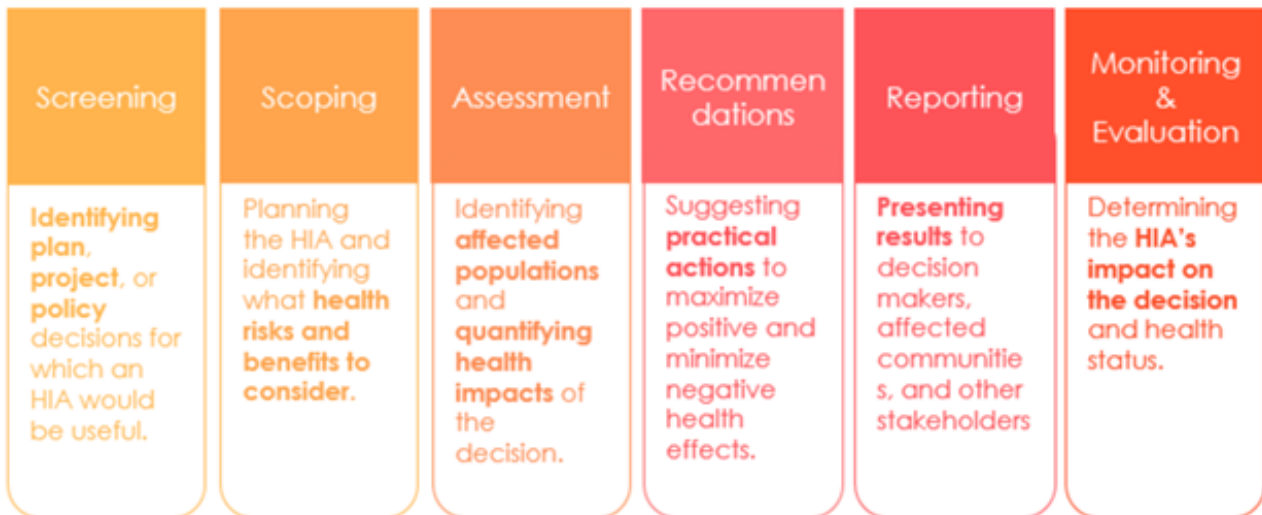 Screening
Identifying
plan,
project, or
policy
decisions for
which an
HIA would
be useful.
Scoping
Planning
the HIA and
identifying
what health
risks and
benefits to
consider.
Assessment
Identifying
affected
populations
and
quantifying
health
impacts of
the
decision.
Recommen
dations
Suggesting
practical
actions to
maximize
positive and
minimize
negative
health
effects.
Reporting
Presenting
results to
decision
makers,
affected
communitie
s, and other
stakeholders
Monitoring
&
Evaluation
Determining
the HIA's
impact on
the decision
and health
status.